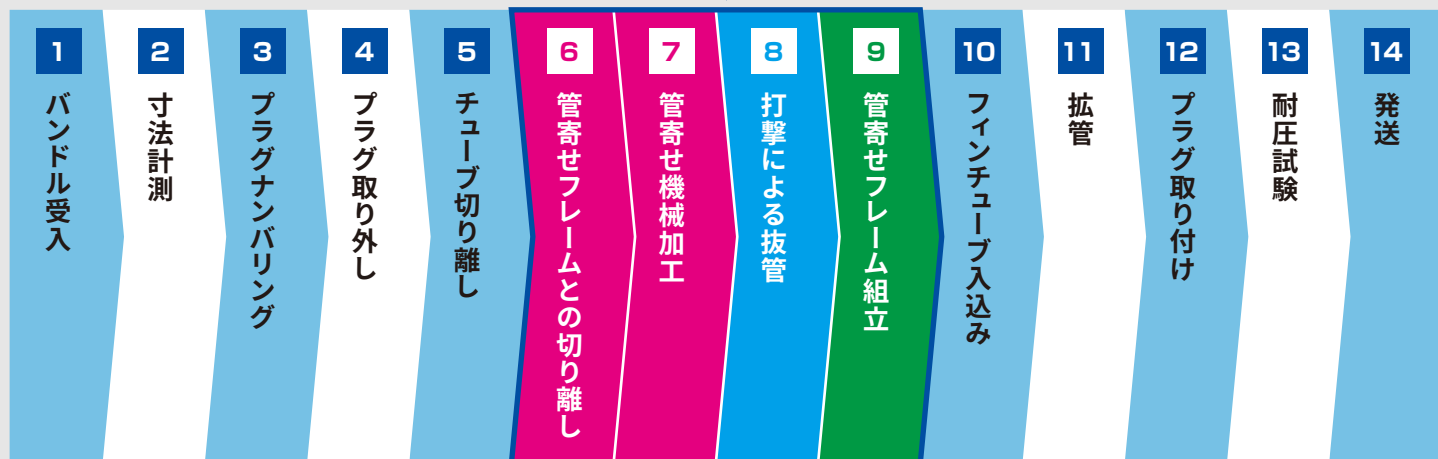 1
バンドル受入
2
寸法計測
3
プラグナンバリング
4
プラグ取り外し
5
チューブ切り離し
6
管寄せフレームとの切り離し
7
管寄せ機械加工
8
打撃による抜管
9
管寄せフレーム組立
10
フィンチューブ入込み
11
拡管
12
プラグ取り付け
13
耐圧試験
14
発送